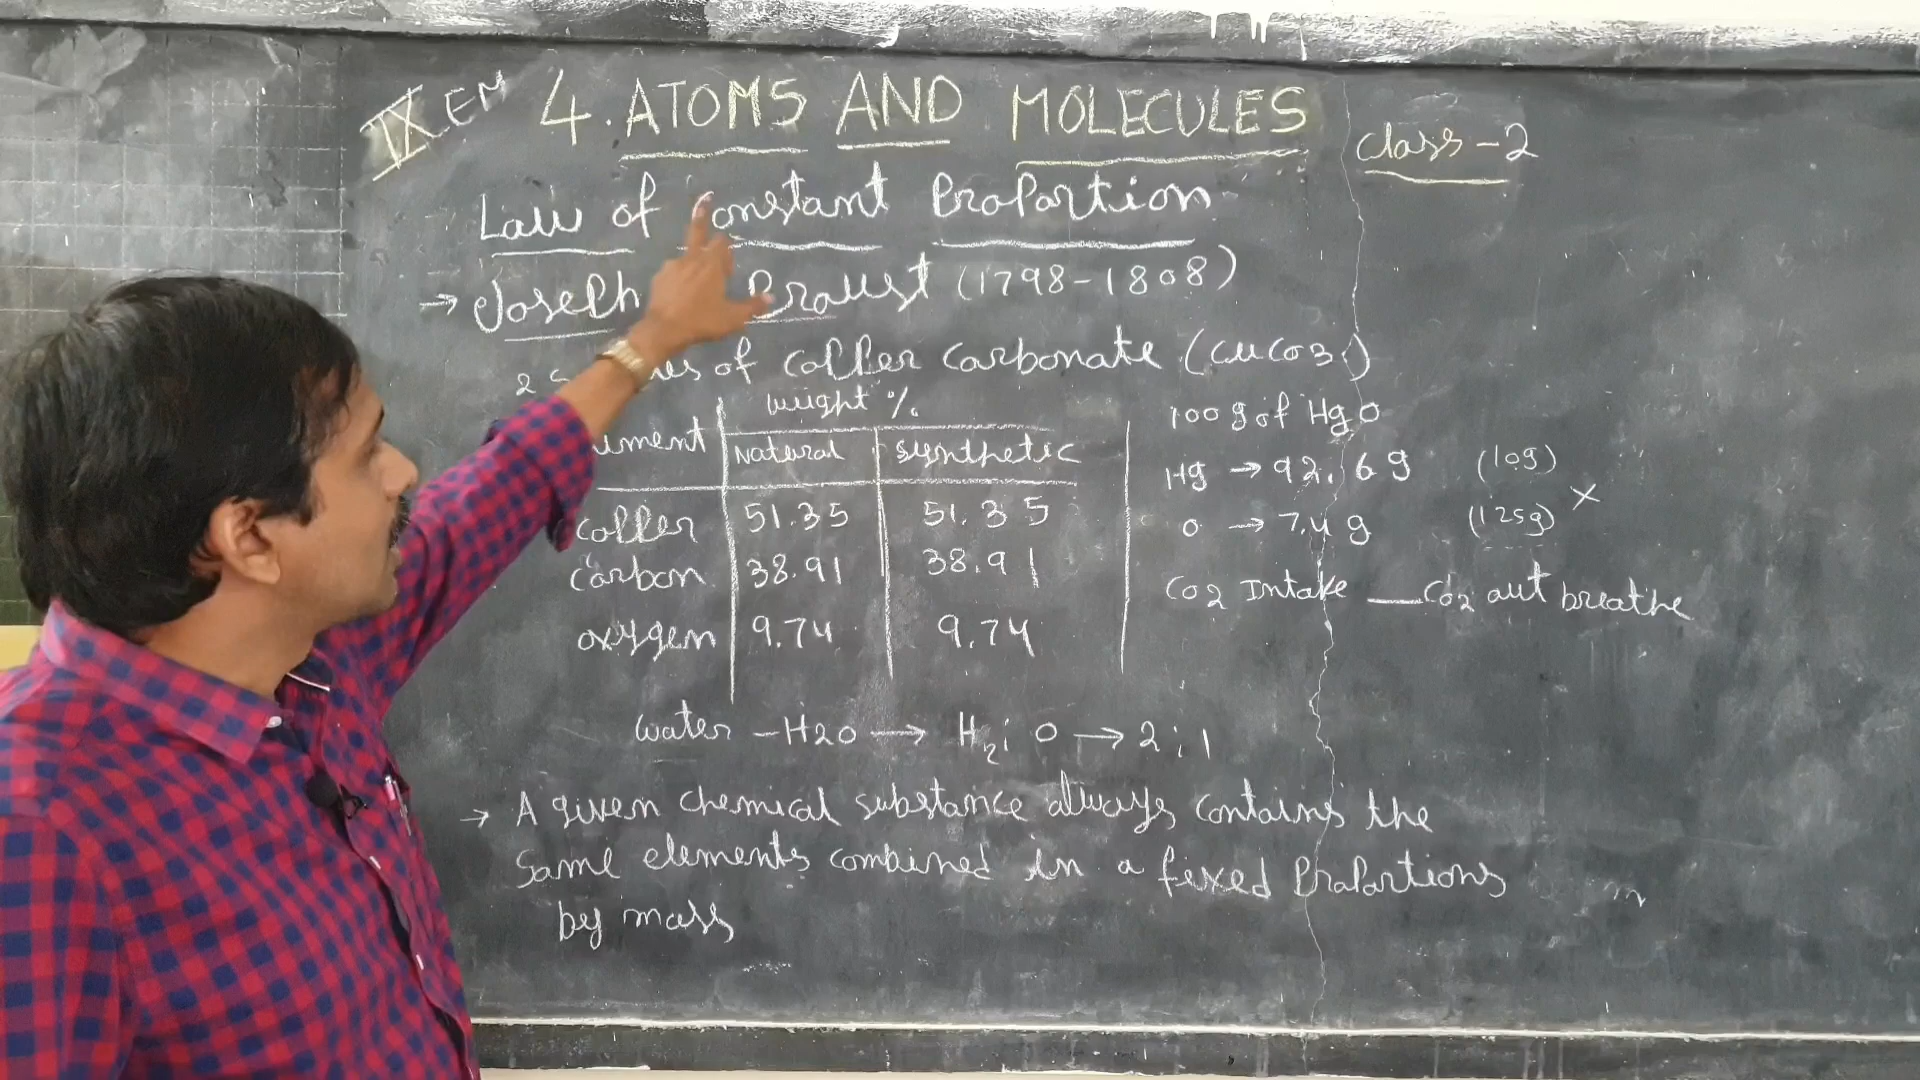 IX EM
4. ATOMS AND MOLECULES
Class-2
Law of Constant Proportion
→ Joseph Proust (1798-1808)
2 of Copper Carbonate (CuCO3)
weight %
Natural Synthetic
Copper 51.35 51.35
Carbon 38.91 38.91
Oxygen 9.74 9.74
100 g of HgO
Hg → 92.6 g (10g)
O → 7.4 g (125g) ×
CO2 Intake — CO2 out breathe
Water – H2O → H2 : O → 2 : 1
→ A given chemical substance always contains the
same elements combined in a fixed Proportions
by mass